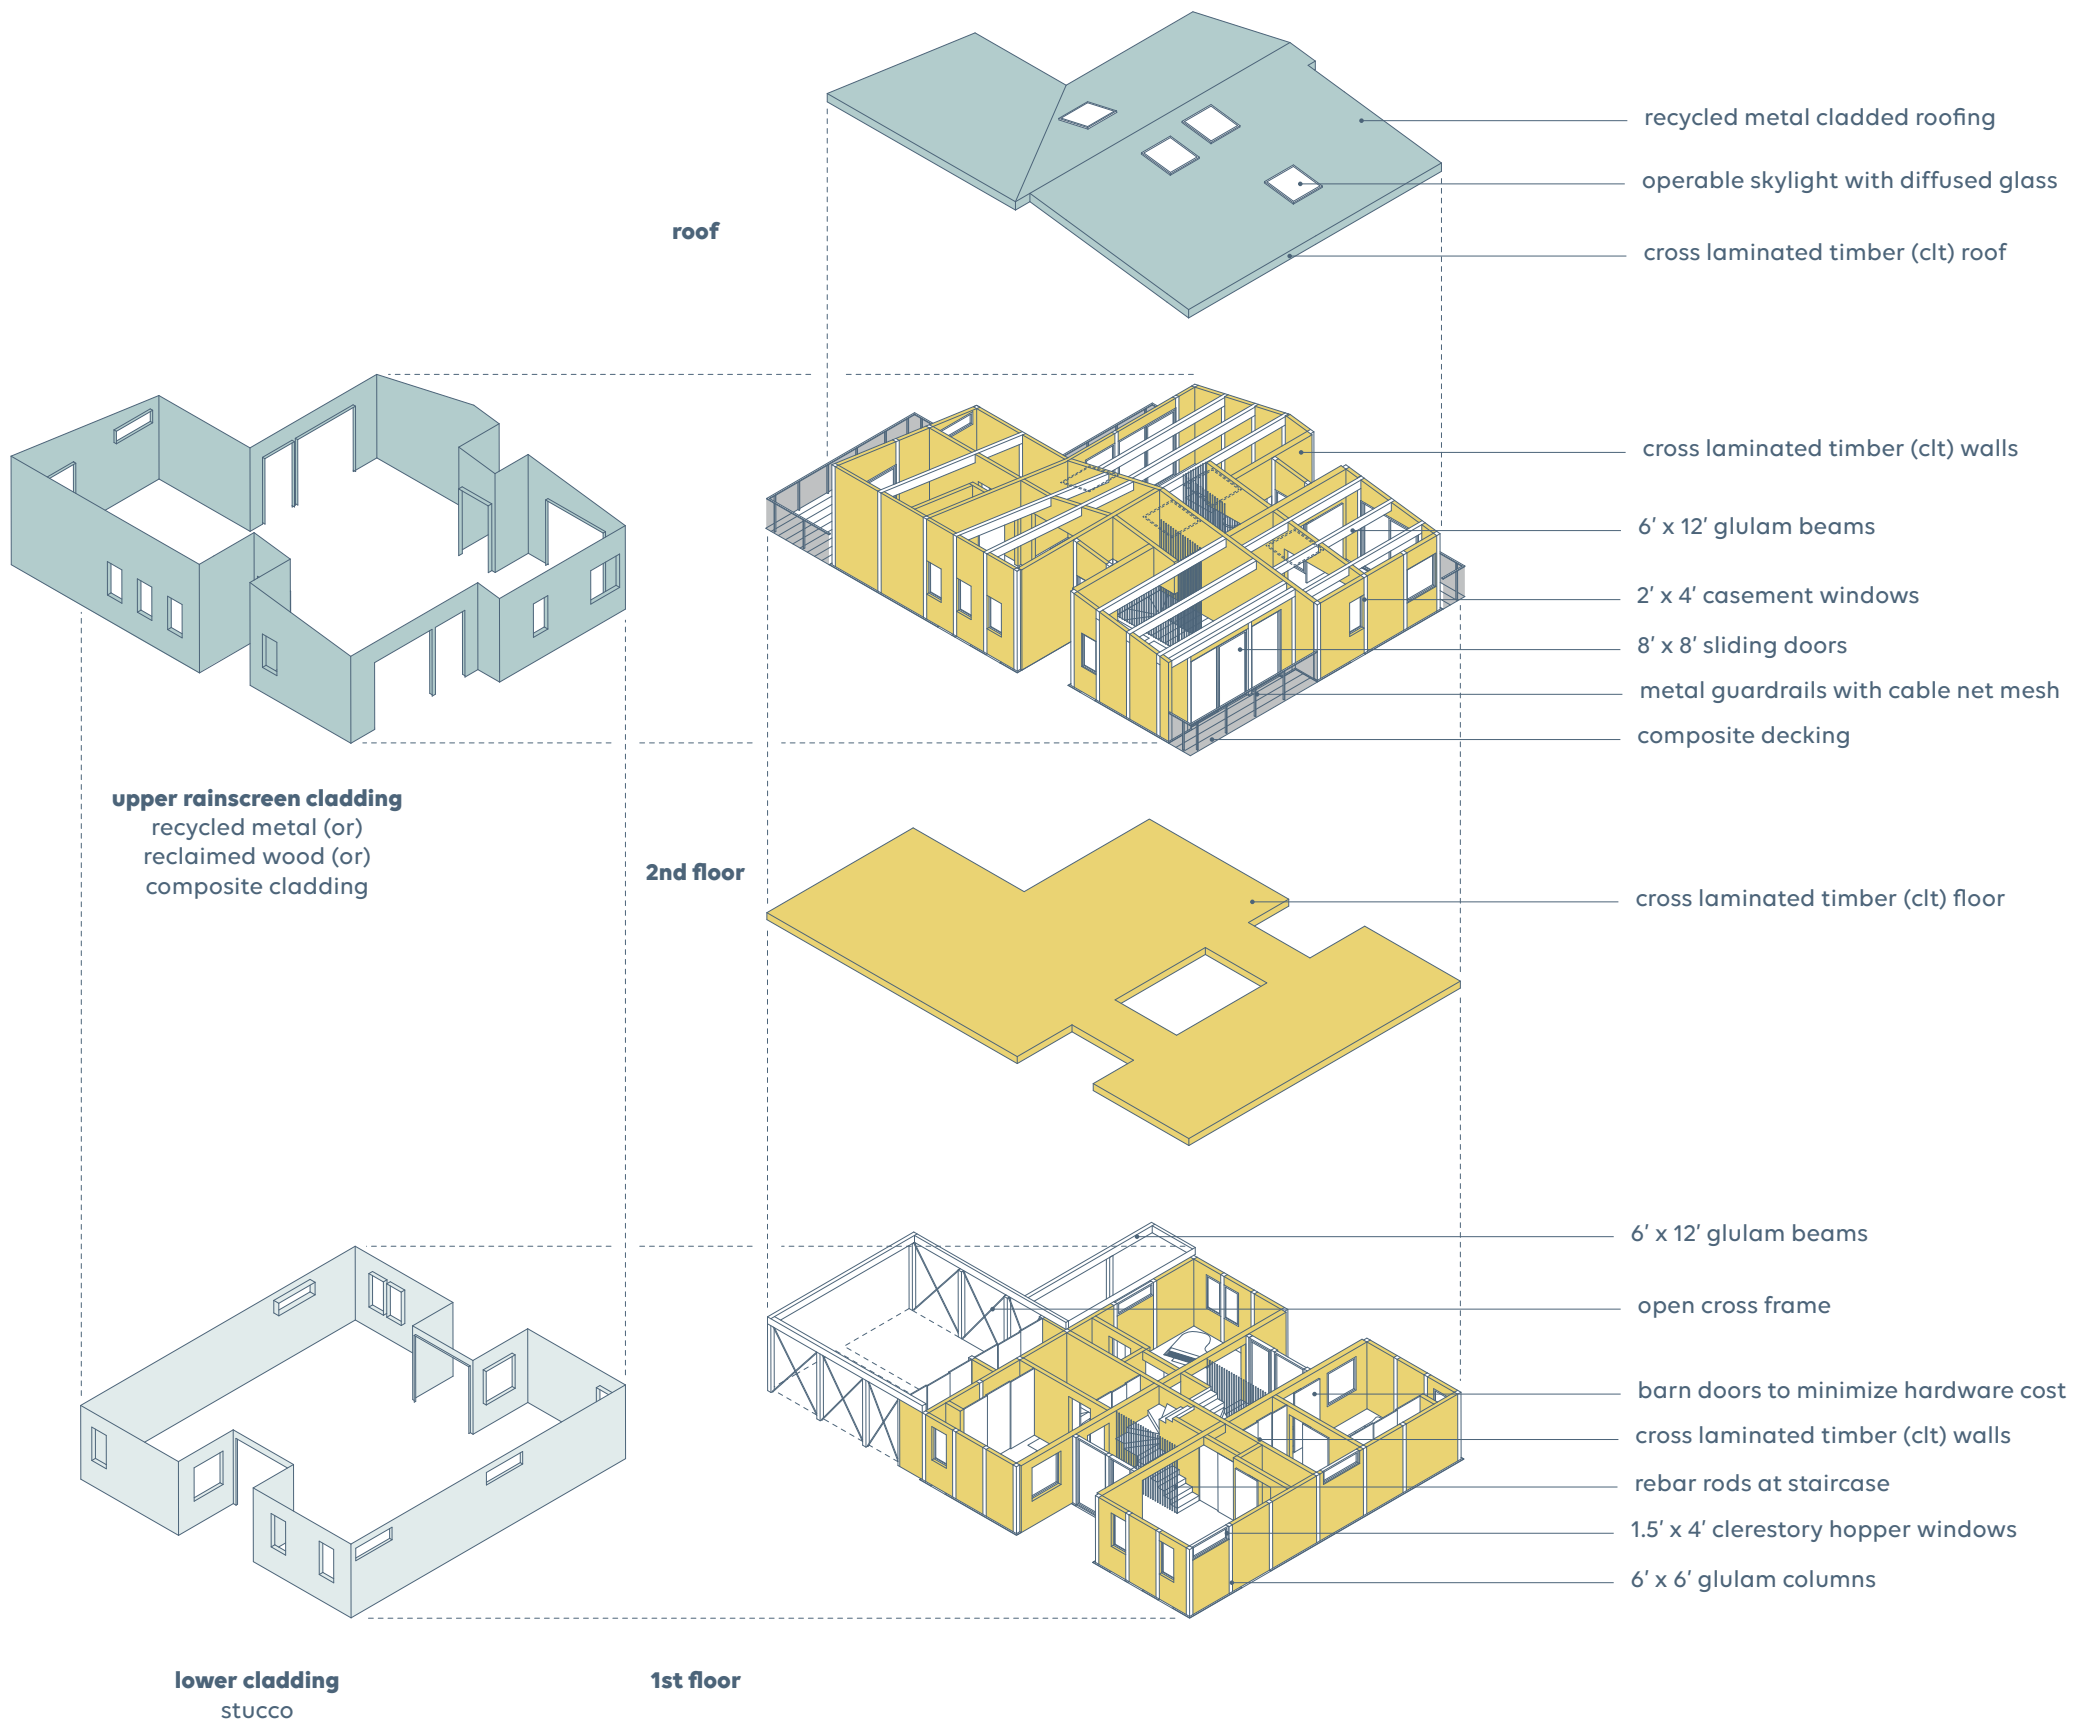 recycled metal cladded roofing
operable skylight with diffused glass
roof
cross laminated timber (clt) roof
cross laminated timber (clt) walls
6' x 12' glulam beams
2' x 4' casement windows
8' x 8' sliding doors
metal guardrails with cable net mesh
composite decking
upper rainscreen cladding
recycled metal (or)
reclaimed wood (or)
composite cladding
2nd floor
cross laminated timber (clt) floor
6' x 12' glulam beams
open cross frame
barn doors to minimize hardware cost
cross laminated timber (clt) walls
rebar rods at staircase
1.5' x 4' clerestory hopper windows
6' x 6' glulam columns
lower cladding
stucco
1st floor